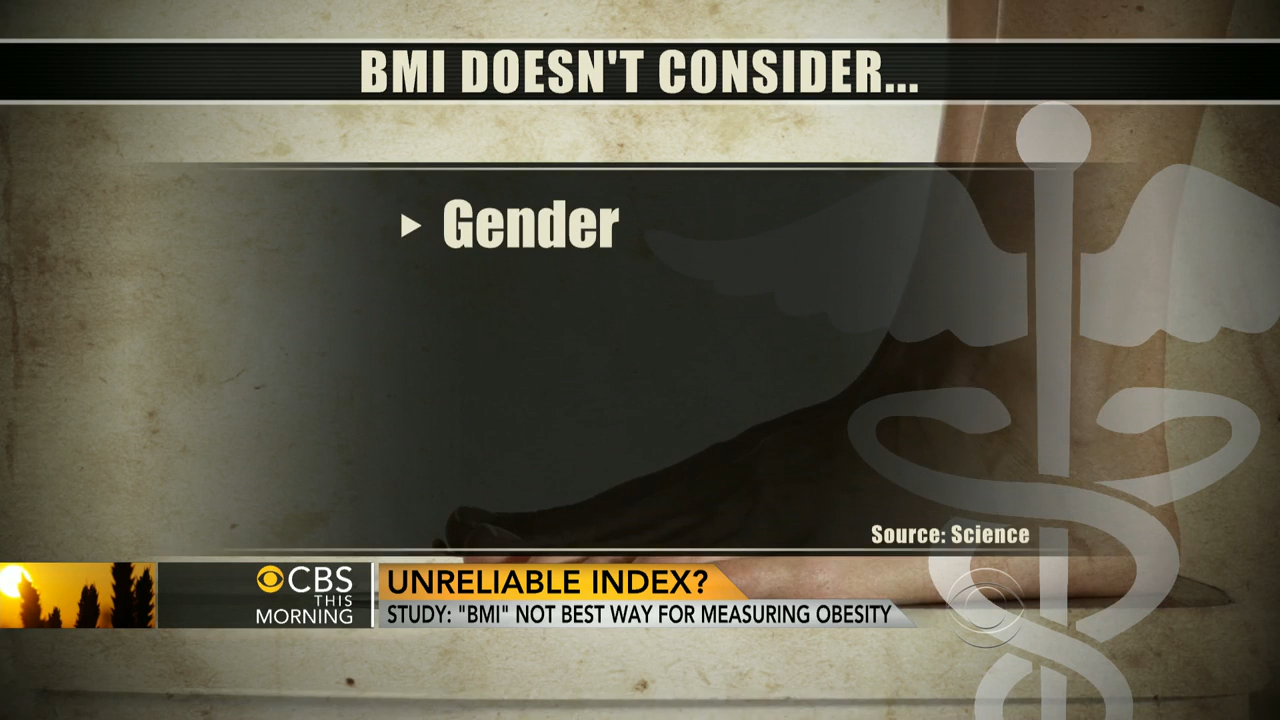 BMI DOESN'T CONSIDER...
Gender
Source: Science
CBS
THIS
MORNING
UNRELIABLE INDEX?
STUDY: "BMI" NOT BEST WAY FOR MEASURING OBESITY